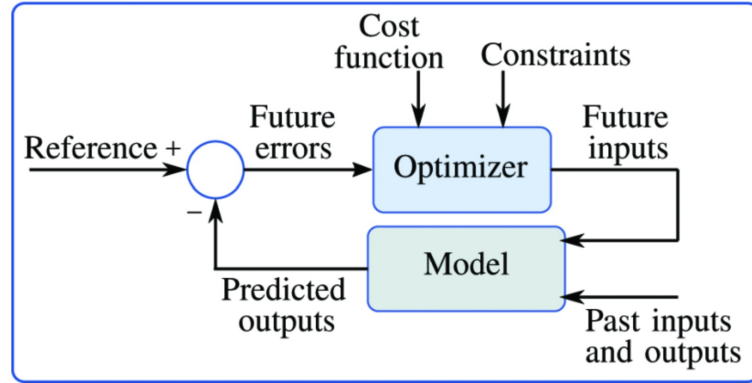 Cost
function
Constraints
Reference +
Future
errors
Optimizer
Future
inputs
−
Model
Predicted
outputs
Past inputs
and outputs